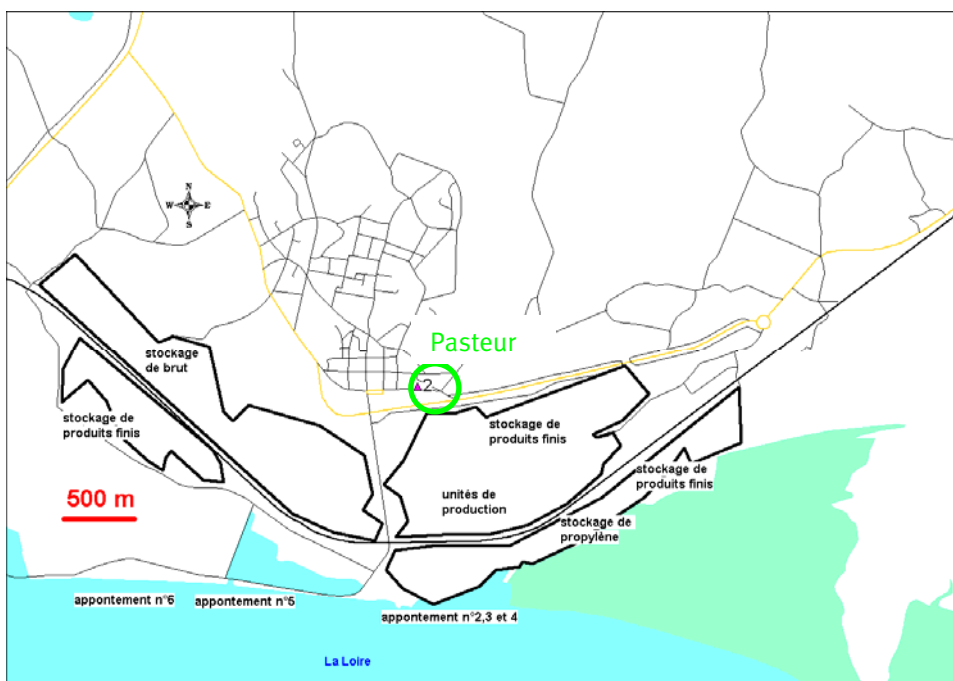 N
W E
S
Pasteur
2
stockage
de brut
stockage de
produits finis
stockage de
produits finis
500 m
unités de
production
stockage de
produits finis
stockage de
propylène
appontement n°6
appontement n°5
appontement n°2,3 et 4
La Loire